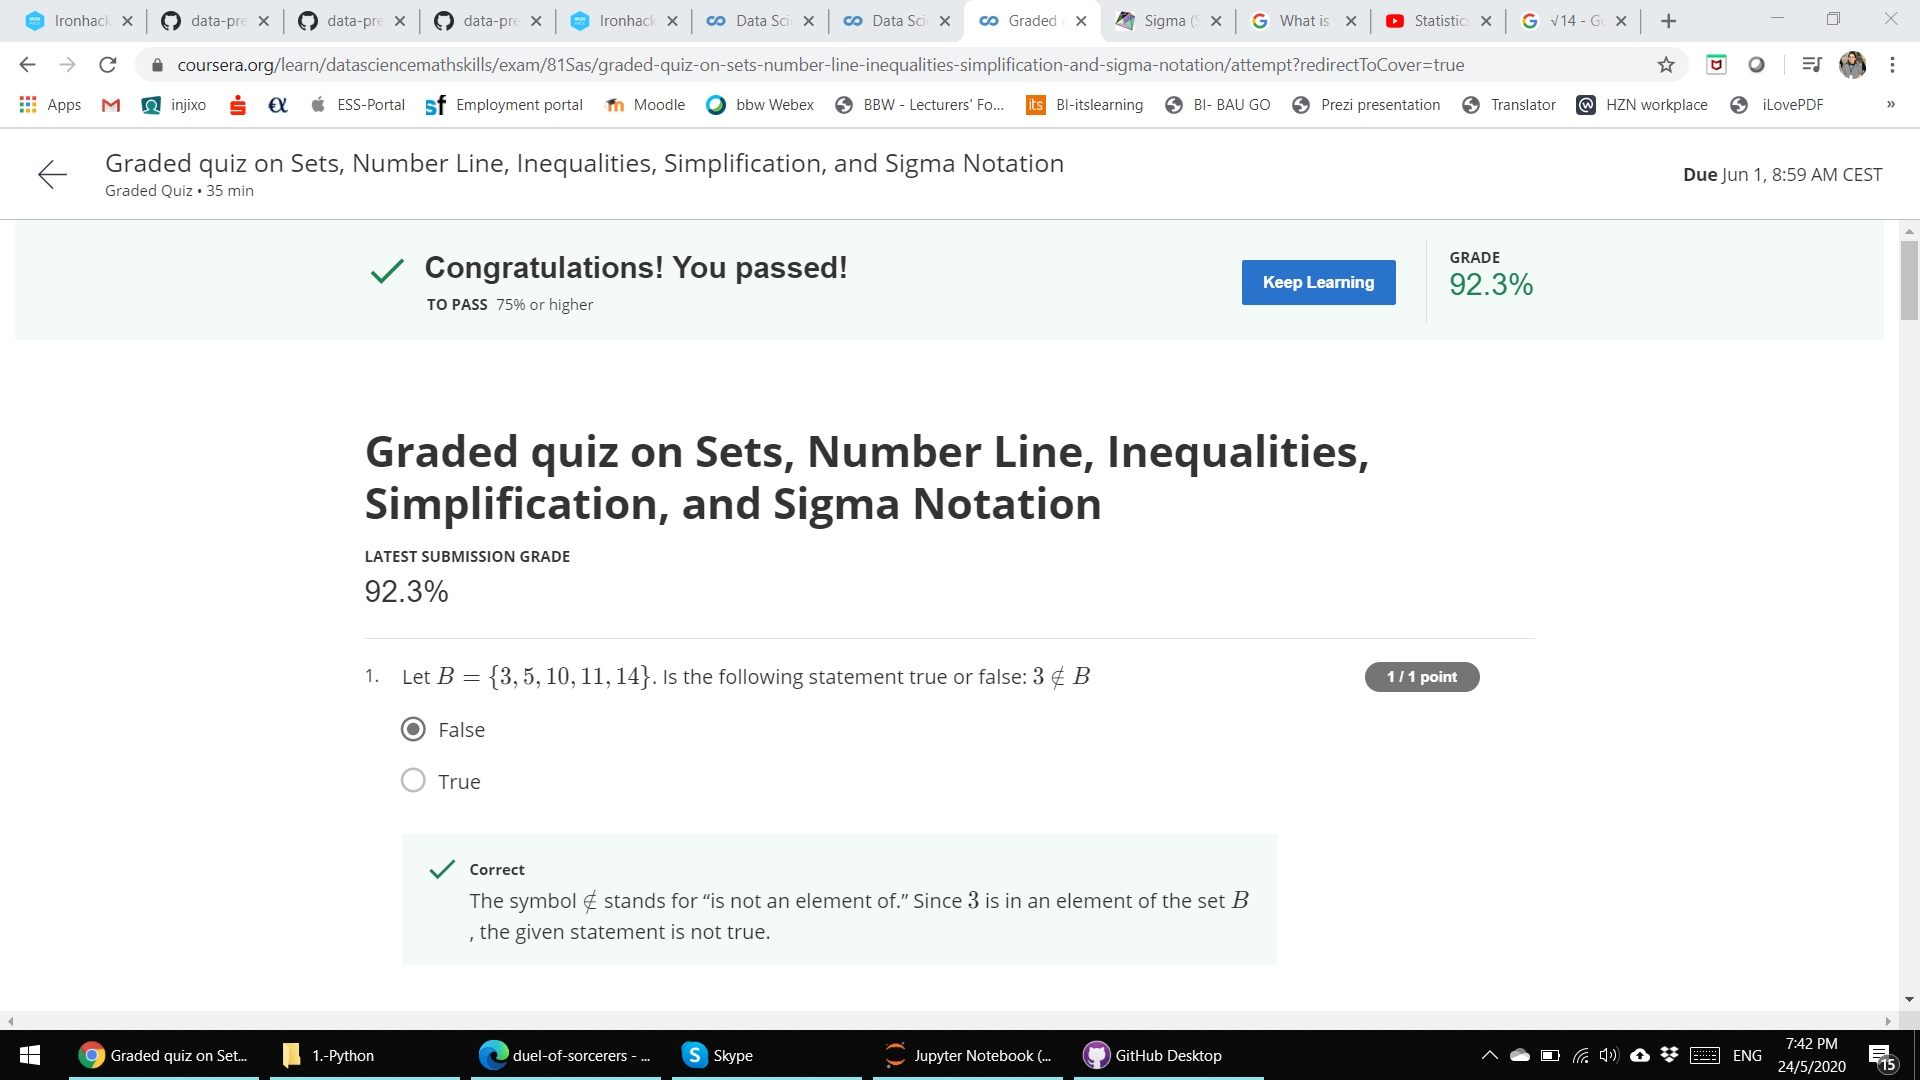 Ironhack
data-pre
data-pre
data-pre
Ironhack
Data Sci
Data Sci
Graded
Sigma (S
What is
Statistics
√14 - Go
coursera.org/learn/datasciencemathskills/exam/81Sas/graded-quiz-on-sets-number-line-inequalities-simplification-and-sigma-notation/attempt?redirectToCover=true
Apps injixo ESS-Portal Employment portal Moodle bbw Webex BBW - Lecturers' Fo... BI-itslearning BI- BAU GO Prezi presentation Translator HZN workplace iLovePDF »
Graded quiz on Sets, Number Line, Inequalities, Simplification, and Sigma Notation
Graded Quiz • 35 min
Due Jun 1, 8:59 AM CEST
Congratulations! You passed!
TO PASS 75% or higher
Keep Learning
GRADE
92.3%
Graded quiz on Sets, Number Line, Inequalities,
Simplification, and Sigma Notation
LATEST SUBMISSION GRADE
92.3%
1. Let B = {3, 5, 10, 11, 14}. Is the following statement true or false: 3 ∉ B
1 / 1 point
False
True
Correct
The symbol ∉ stands for “is not an element of.” Since 3 is in an element of the set B
, the given statement is not true.
Graded quiz on Set...
1.-Python
duel-of-sorcerers - ...
Skype
Jupyter Notebook (...
GitHub Desktop
ENG
7:42 PM
24/5/2020
15